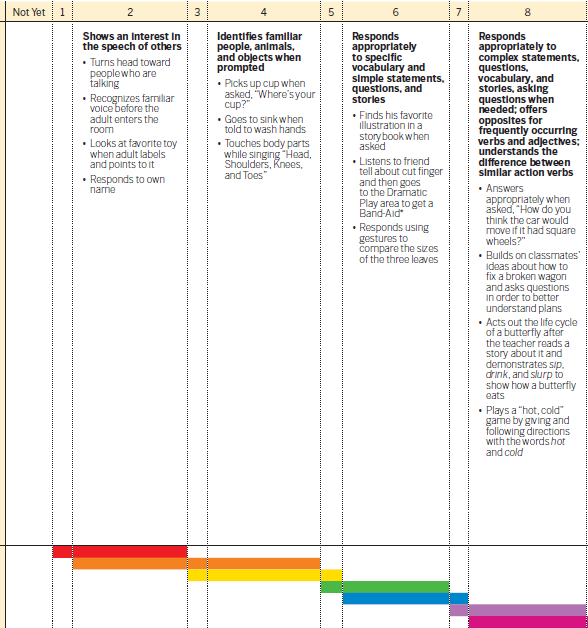 Not Yet 1 2 3 4 5 6 7 8
Shows an interest in
the speech of others
• Turns head toward
people who are
talking
• Recognizes familiar
voice before the
adult enters the
room
• Looks at favorite toy
when adult labels
and points to it
• Responds to own
name
Identifies familiar
people, animals,
and objects when
prompted
• Picks up cup when
asked, "Where's your
cup?"
• Goes to sink when
told to wash hands
• Touches body parts
while singing "Head,
Shoulders, Knees,
and Toes"
Responds
appropriately
to specific
vocabulary and
simple statements,
questions, and
stories
• Finds his favorite
illustration in a
storybook when
asked
• Listens to friend
tell about cut finger
and then goes
to the Dramatic
Play area to get a
Band-Aid®
• Responds using
gestures to
compare the sizes
of the three leaves
Responds
appropriately to
complex statements,
questions,
vocabulary, and
stories, asking
questions when
needed; offers
opposites for
frequently occurring
verbs and adjectives;
understands the
difference between
similar action verbs
• Answers
appropriately when
asked, "How do you
think the car would
move if it had square
wheels?"
• Builds on classmates'
ideas about how to
fix a broken wagon
and asks questions
in order to better
understand plans
• Acts out the life cycle
of a butterfly after
the teacher reads a
story about it and
demonstrates sip,
drink, and slurp to
show how a butterfly
eats
• Plays a "hot, cold"
game by giving and
following directions
with the words hot
and cold